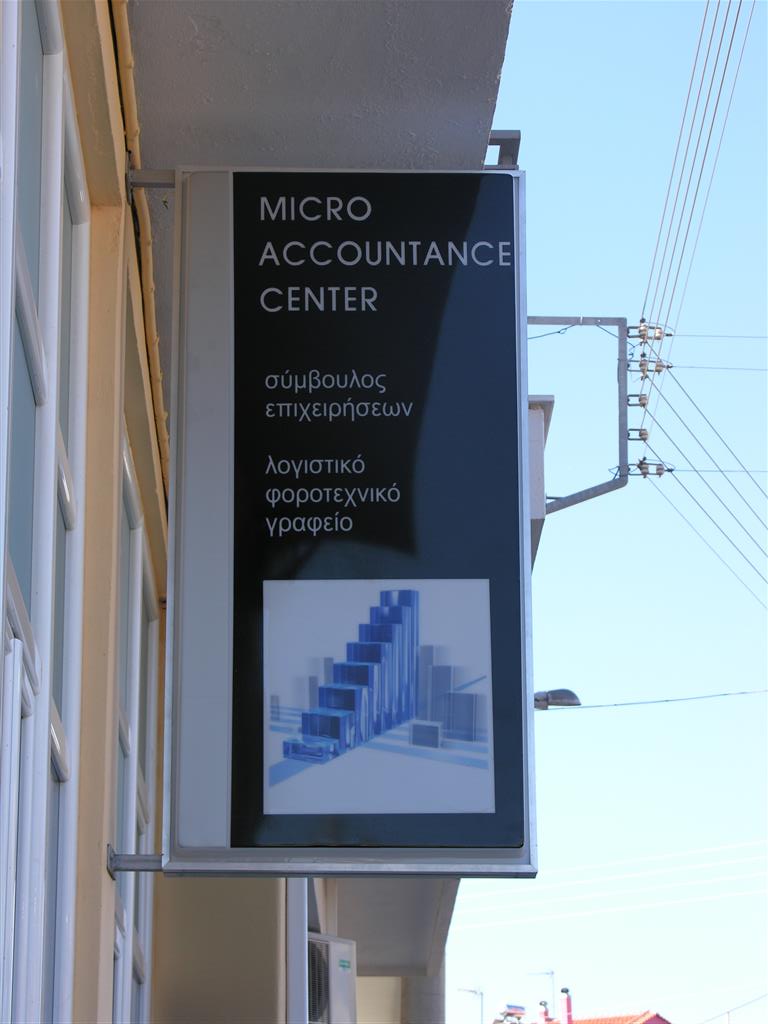 MICRO
ACCOUNTANCE
CENTER
σύμβουλος
επιχειρήσεων
λογιστικό
φοροτεχνικό
γραφείο